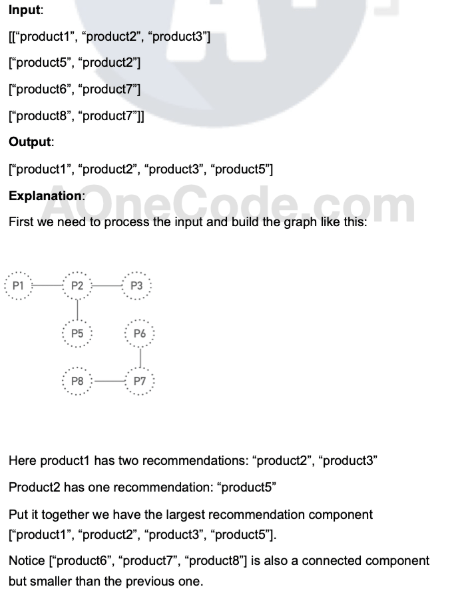 Input:
[["product1", "product2", "product3"]
["product5", "product2"]
["product6", "product7"]
["product8", "product7"]]
Output:
["product1", "product2", "product3", "product5"]
Explanation:
AOneCode.com
First we need to process the input and build the graph like this:
P1 P2 P3
P5 P6
P8 P7
Here product1 has two recommendations: “product2”, “product3”
Product2 has one recommendation: “product5”
Put it together we have the largest recommendation component
[“product1”, “product2”, “product3”, “product5”].
Notice [“product6”, “product7”, “product8”] is also a connected component
but smaller than the previous one.